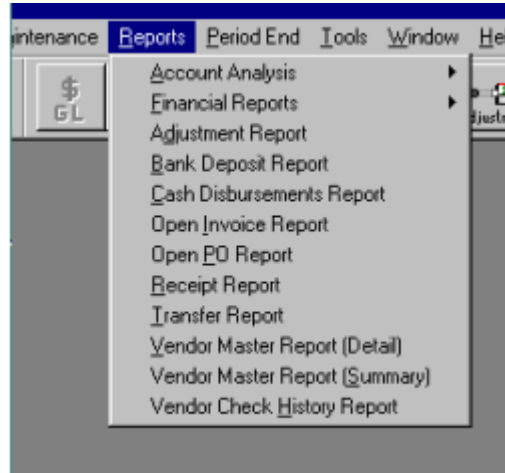 intenance Reports Period End Tools Window He
$
GL
djustm
Account Analysis
Financial Reports
Adjustment Report
Bank Deposit Report
Cash Disbursements Report
Open Invoice Report
Open PO Report
Receipt Report
Transfer Report
Vendor Master Report (Detail)
Vendor Master Report (Summary)
Vendor Check History Report